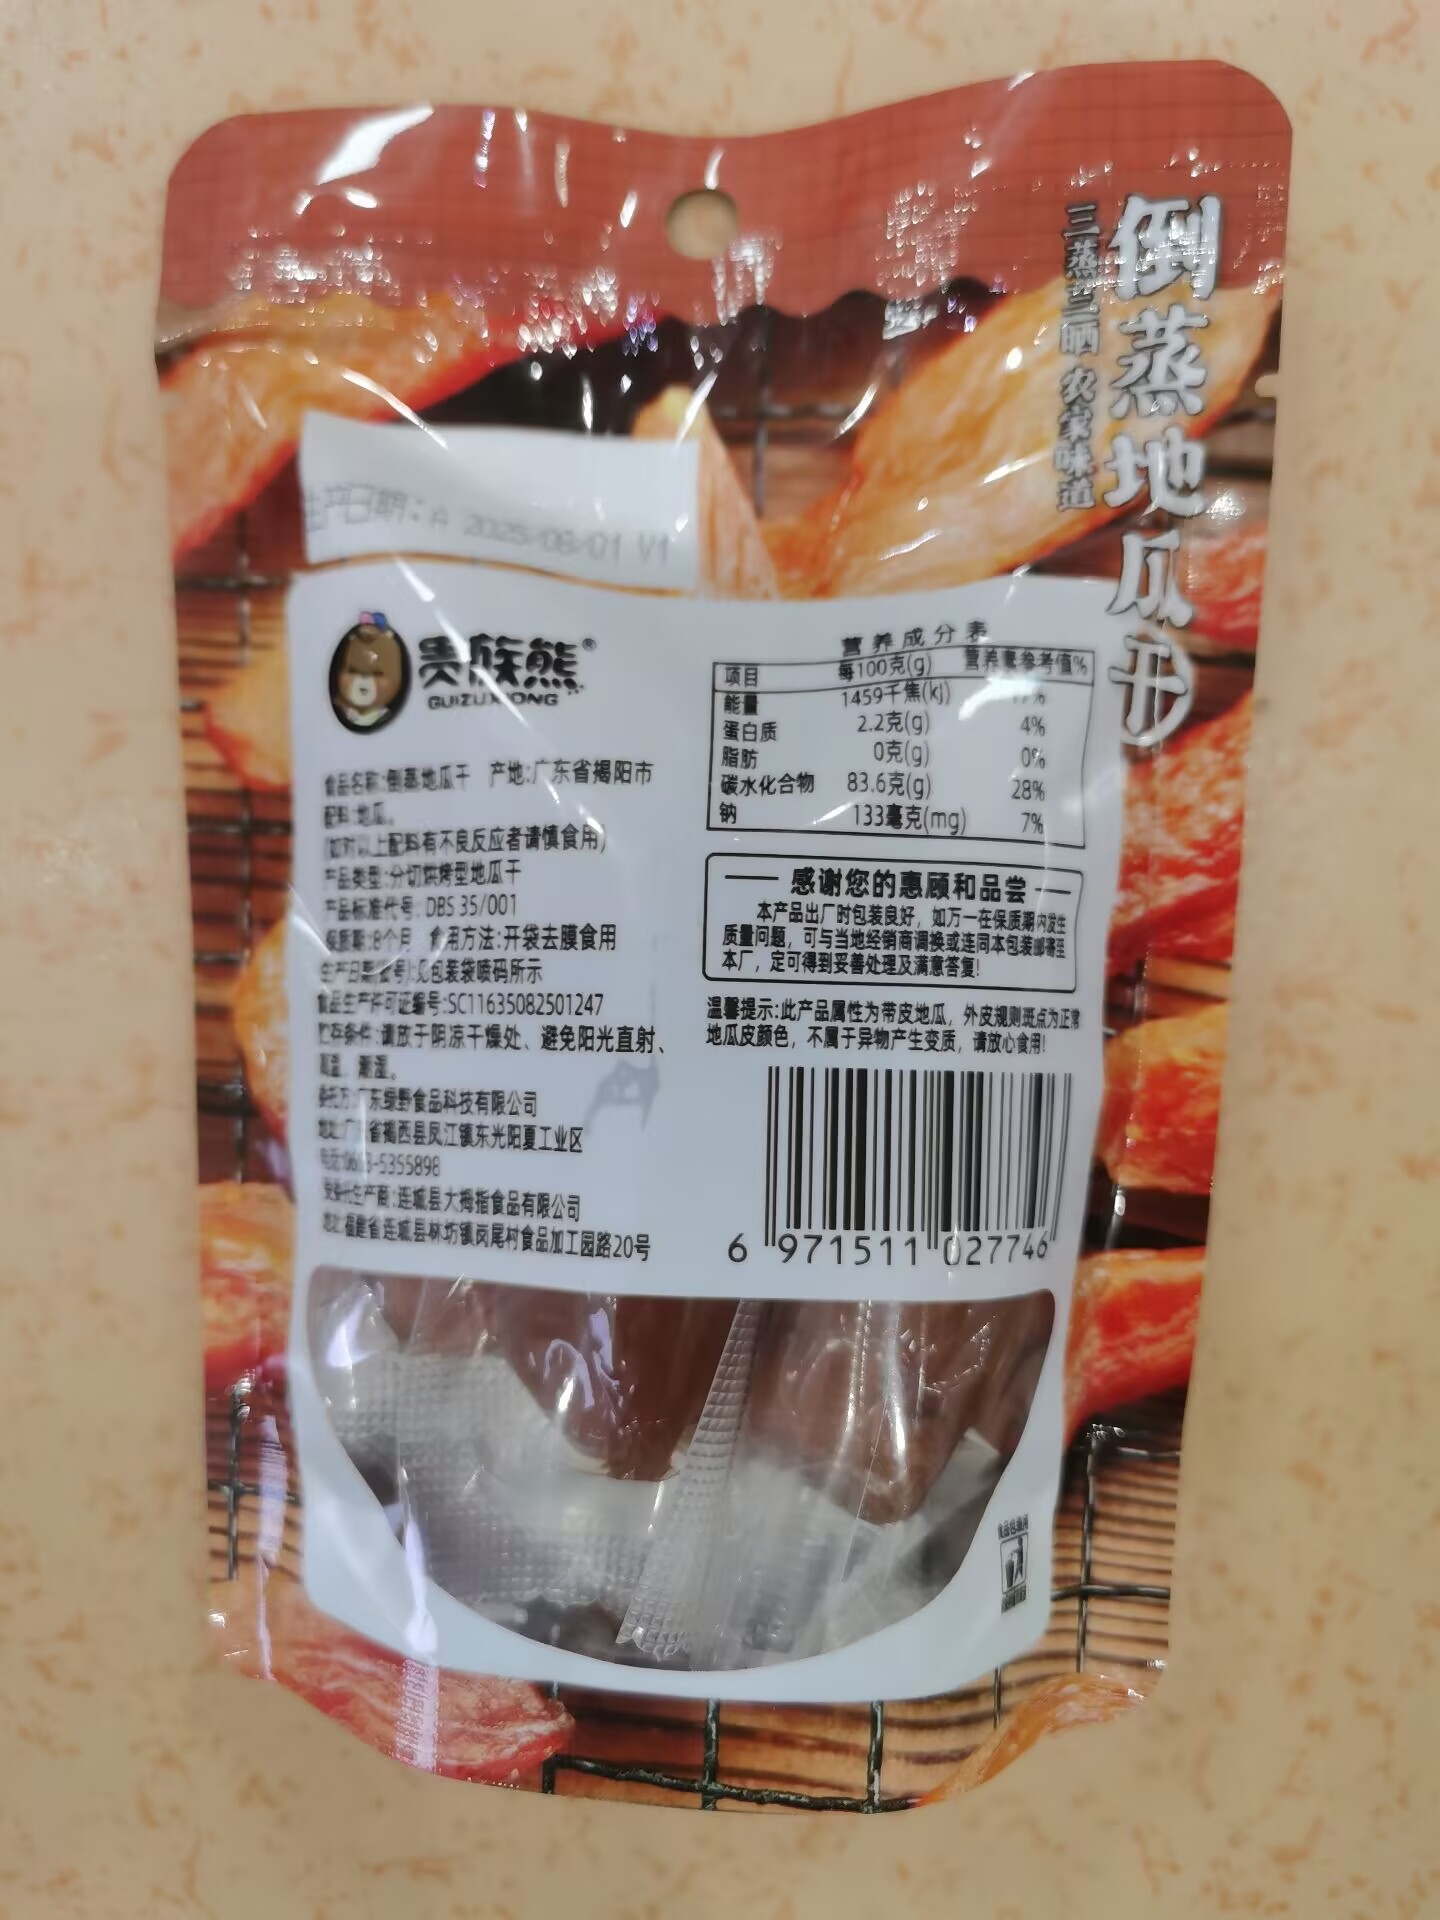 倒蒸地瓜干
三蒸三晒 农家味道
生产日期:A 2025/08/01 V1
贵族熊®
GUIZUXIONG
食品名称:倒蒸地瓜干 产地:广东省揭阳市
配料:地瓜。
(如对以上配料有不良反应者请慎食用)
产品类型:分切烘烤型地瓜干
产品标准代号: DBS 35/001
保质期:8个月 食用方法:开袋去膜食用
生产日期(批号):见包装袋喷码所示
食品生产许可证编号:SC11635082501247
贮存条件:请放于阴凉干燥处、避免阳光直射、
高温、潮湿。
委托方:广东绿野食品科技有限公司
地址:广东省揭西县凤江镇东光阳夏工业区
电话:0663-5355898
受委托生产商:连城县大拇指食品有限公司
地址:福建省连城县林坊镇岗尾村食品加工园路20号
营养成分表
项目 每100克(g) 营养素参考值%
能量 1459千焦(kJ) 17%
蛋白质 2.2克(g) 4%
脂肪 0克(g) 0%
碳水化合物 83.6克(g) 28%
钠 133毫克(mg) 7%
感谢您的惠顾和品尝
本产品出厂时包装良好，如万一在保质期内发生
质量问题，可与当地经销商调换或连同本包装邮寄至
本厂，定可得到妥善处理及满意答复!
温馨提示:此产品属性为带皮地瓜，外皮规则斑点为正常
地瓜皮颜色，不属于异物产生变质，请放心食用!
6 971511 027746
食品包装用